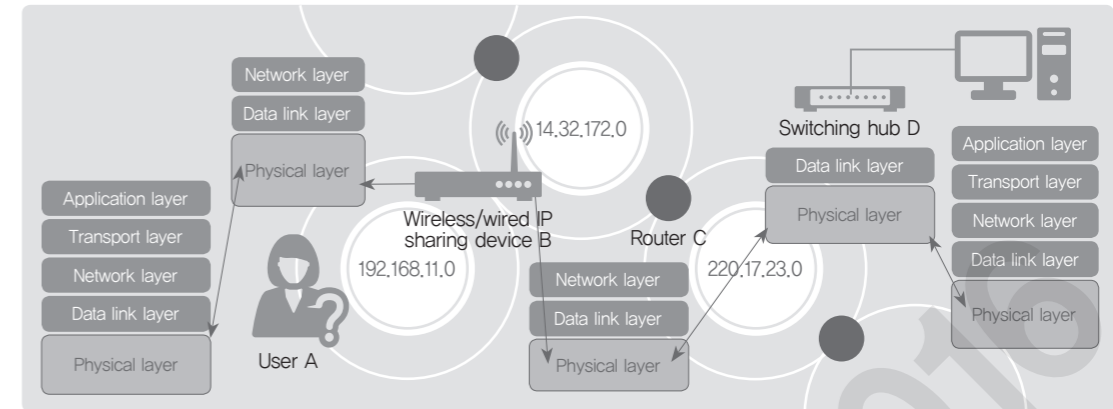 Network layer
Data link layer
Physical layer
Application layer
Transport layer
Network layer
Data link layer
Physical layer
User A
192.168.11.0
14.32.172.0
Wireless/wired IP
sharing device B
Router C
Network layer
Data link layer
Physical layer
220.17.23.0
Switching hub D
Data link layer
Physical layer
Application layer
Transport layer
Network layer
Data link layer
Physical layer